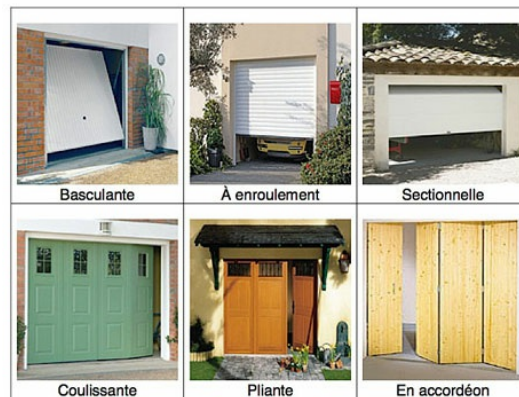 Basculante
À enroulement
Sectionnelle
Coulissante
Pliante
En accordéon